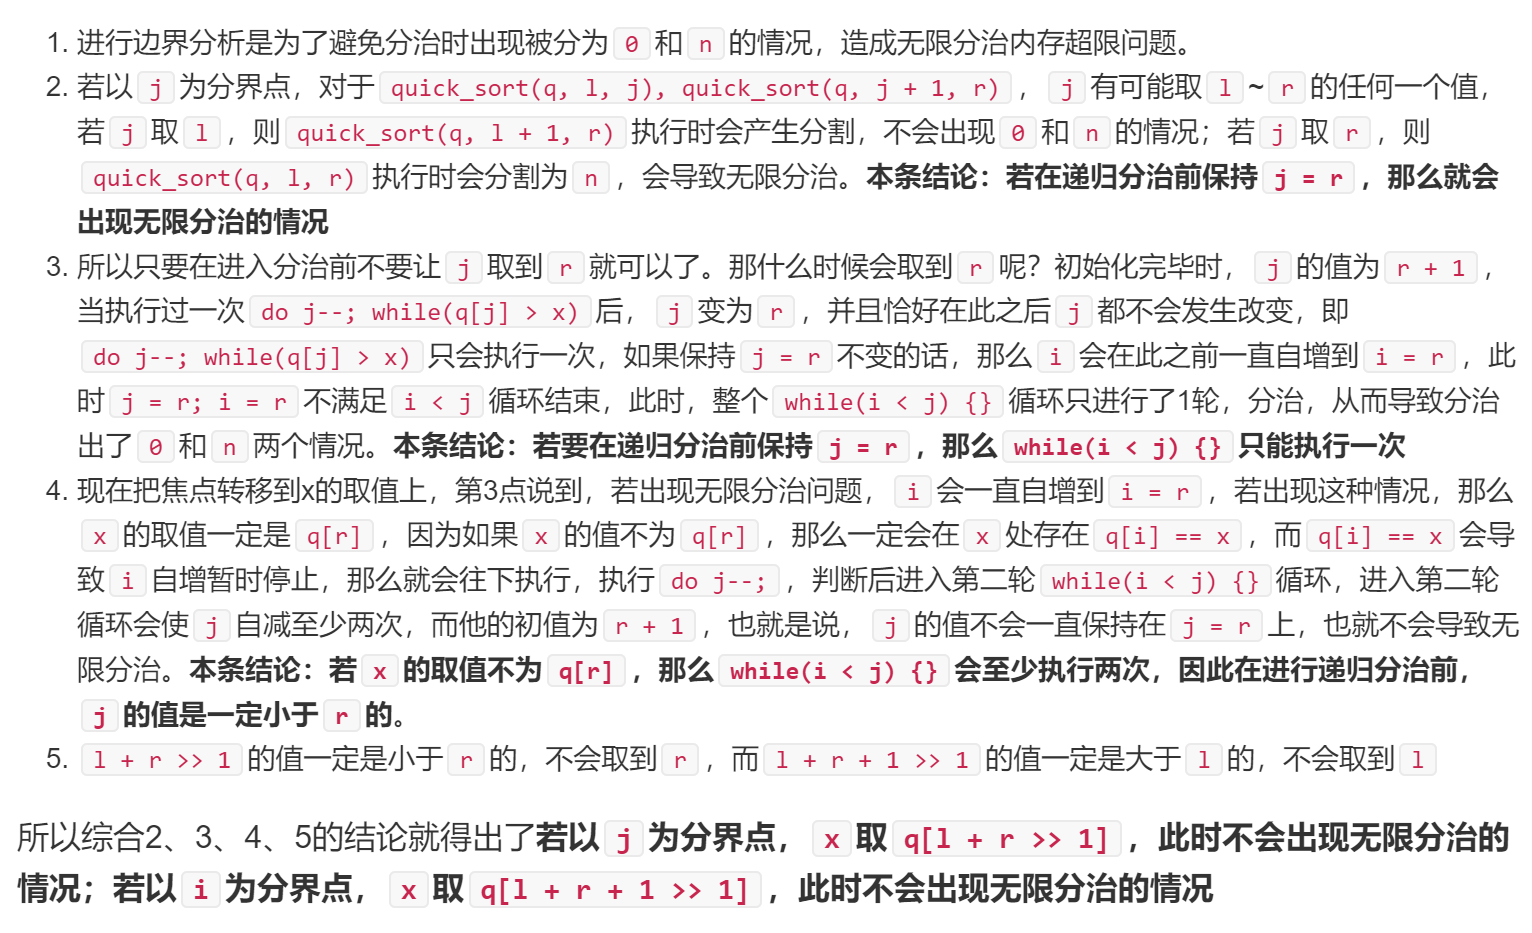 1. 进行边界分析是为了避免分治时出现被分为 0 和 n 的情况，造成无限分治内存超限问题。
2. 若以 j 为分界点，对于 quick_sort(q, l, j), quick_sort(q, j + 1, r) ， j 有可能取 l ~ r 的任何一个值，
若 j 取 l ，则 quick_sort(q, l + 1, r) 执行时会产生分割，不会出现 0 和 n 的情况；若 j 取 r ，则
quick_sort(q, l, r) 执行时会分割为 n ，会导致无限分治。本条结论：若在递归分治前保持 j = r ，那么就会
出现无限分治的情况
3. 所以只要在进入分治前不要让 j 取到 r 就可以了。那什么时候会取到 r 呢？初始化完毕时， j 的值为 r + 1 ，
当执行过一次 do j--; while(q[j] > x) 后， j 变为 r ，并且恰好在此之后 j 都不会发生改变，即
do j--; while(q[j] > x) 只会执行一次，如果保持 j = r 不变的话，那么 i 会在此之前一直自增到 i = r ，此
时 j = r; i = r 不满足 i < j 循环结束，此时，整个 while(i < j) {} 循环只进行了1轮，分治，从而导致分治
出了 0 和 n 两个情况。本条结论：若要在递归分治前保持 j = r ，那么 while(i < j) {} 只能执行一次
4. 现在把焦点转移到x的取值上，第3点说到，若出现无限分治问题， i 会一直自增到 i = r ，若出现这种情况，那么
x 的取值一定是 q[r] ，因为如果 x 的值不为 q[r] ，那么一定会在 x 处存在 q[i] == x ，而 q[i] == x 会导
致 i 自增暂时停止，那么就会往下执行，执行 do j--; ，判断后进入第二轮 while(i < j) {} 循环，进入第二轮
循环会使 j 自减至少两次，而他的初值为 r + 1 ，也就是说， j 的值不会一直保持在 j = r 上，也就不会导致无
限分治。本条结论：若 x 的取值不为 q[r] ，那么 while(i < j) {} 会至少执行两次，因此在进行递归分治前，
j 的值是一定小于 r 的。
5. l + r >> 1 的值一定是小于 r 的，不会取到 r ，而 l + r + 1 >> 1 的值一定是大于 l 的，不会取到 l
所以综合2、3、4、5的结论就得出了若以 j 为分界点， x 取 q[l + r >> 1] ，此时不会出现无限分治的
情况；若以 i 为分界点， x 取 q[l + r + 1 >> 1] ，此时不会出现无限分治的情况